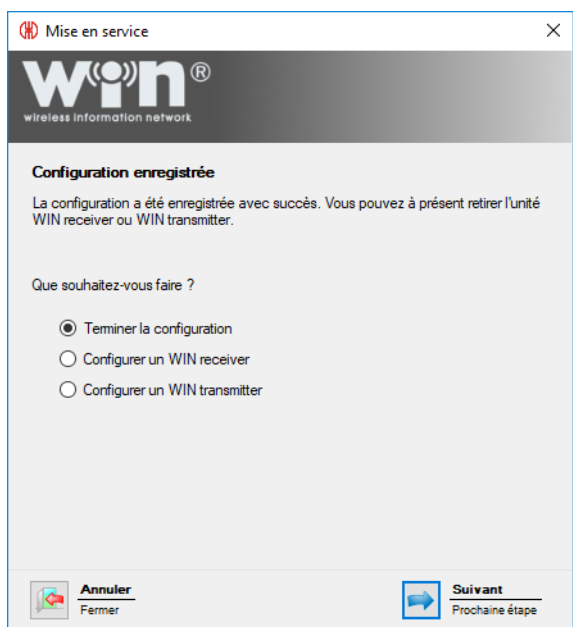 Mise en service
WIN®
wireless information network
Configuration enregistrée
La configuration a été enregistrée avec succès. Vous pouvez à présent retirer l'unité
WIN receiver ou WIN transmitter.
Que souhaitez-vous faire ?
Terminer la configuration
Configurer un WIN receiver
Configurer un WIN transmitter
Annuler
Fermer
Suivant
Prochaine étape